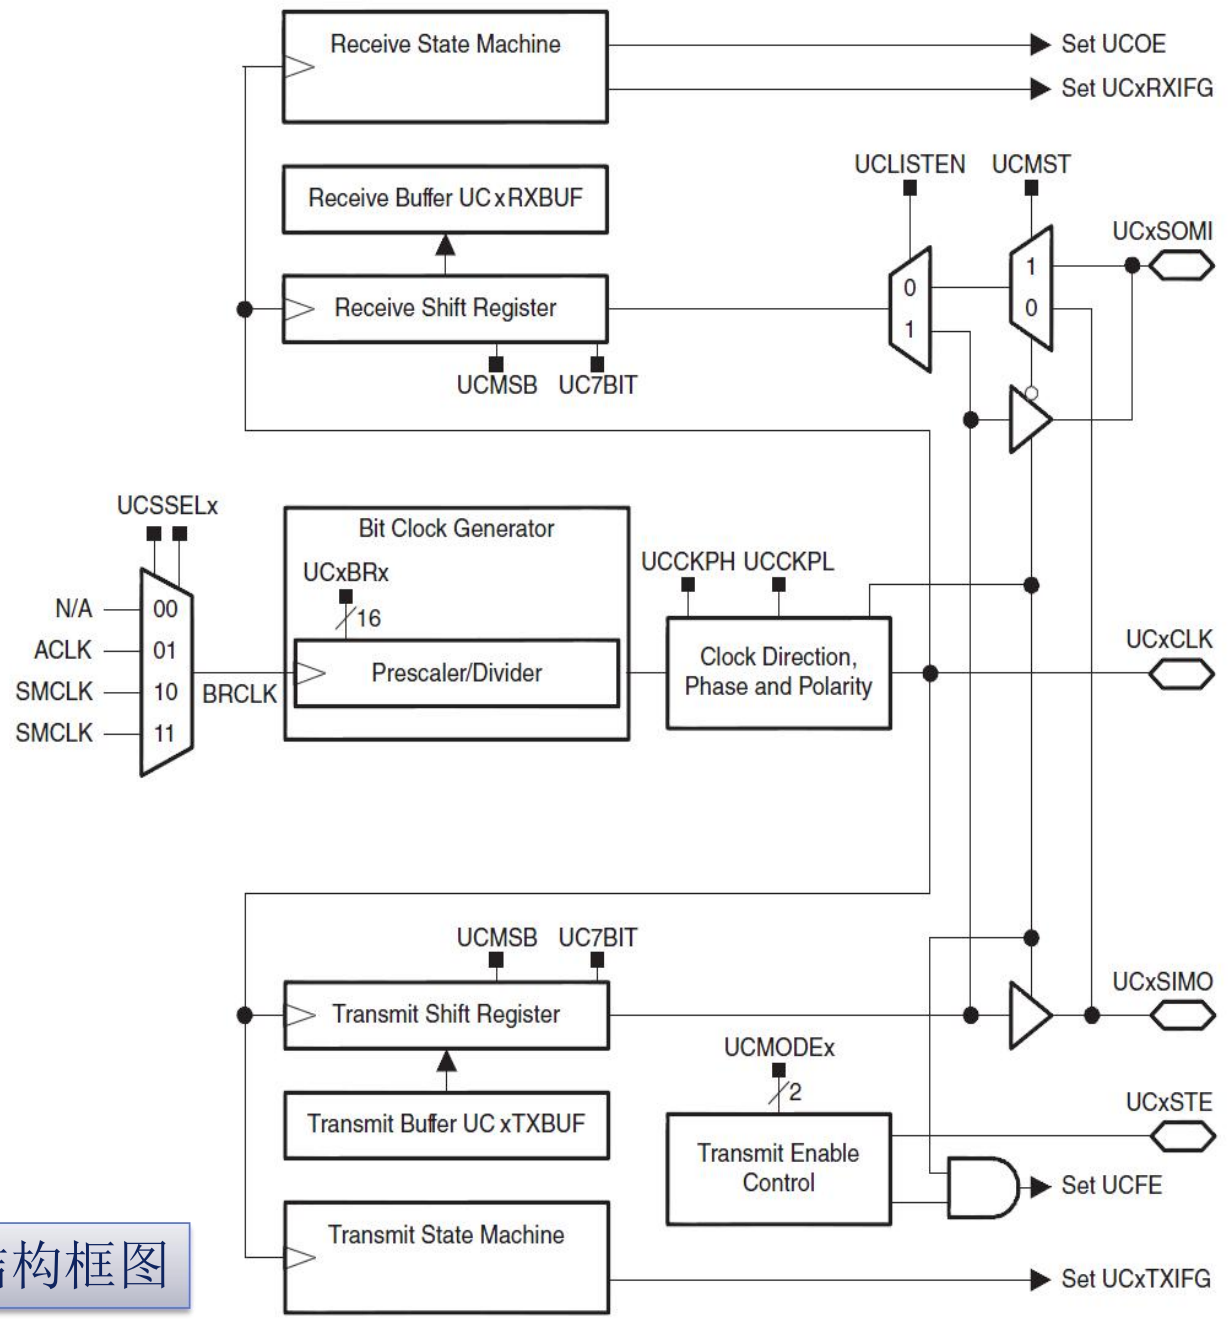 Receive State Machine
Set UCOE
Set UCxRXIFG
UCLISTEN
UCMST
Receive Buffer UCxRXBUF
UCxSOMI
1
0
0
1
Receive Shift Register
UCMSB
UC7BIT
UCSSELx
Bit Clock Generator
UCxBRx
16
UCCKPH
UCCKPL
N/A
00
ACLK
01
SMCLK
10
SMCLK
11
BRCLK
Prescaler/Divider
Clock Direction,
Phase and Polarity
UCxCLK
UCMSB
UC7BIT
Transmit Shift Register
UCxSIMO
UCMODEx
2
Transmit Buffer UCxTXBUF
UCxSTE
Transmit Enable
Control
Set UCFE
Transmit State Machine
Set UCxTXIFG
构框图